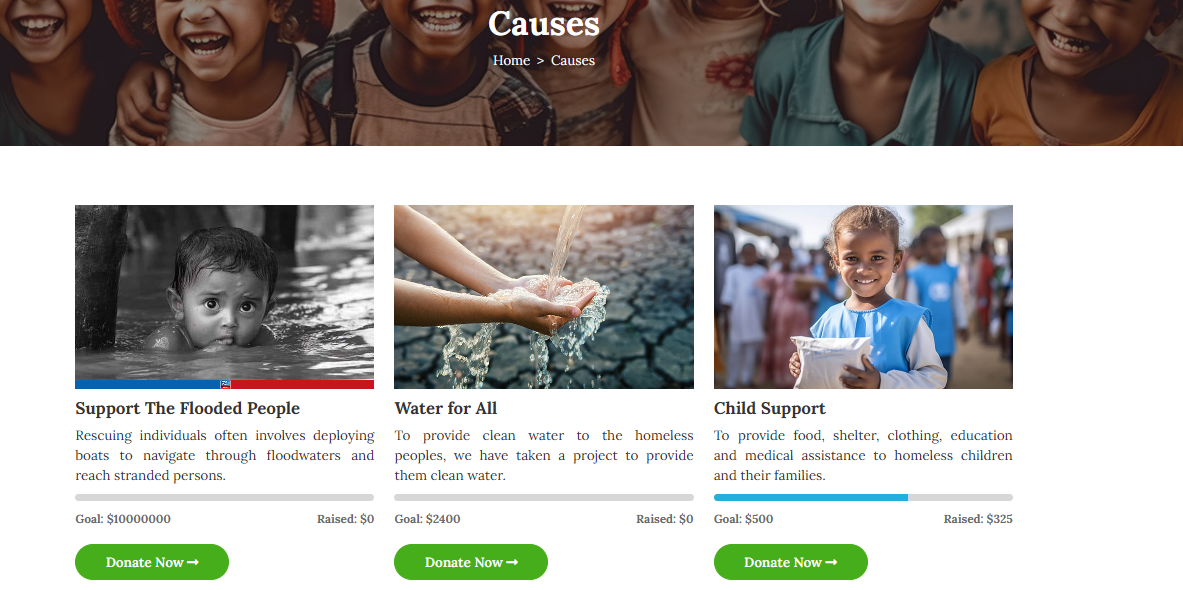 Causes
Home > Causes
Support The Flooded People
Rescuing individuals often involves deploying
boats to navigate through floodwaters and
reach stranded persons.
Goal: $10000000 Raised: $0
Donate Now →
Water for All
To provide clean water to the homeless
peoples, we have taken a project to provide
them clean water.
Goal: $2400 Raised: $0
Donate Now →
Child Support
To provide food, shelter, clothing, education
and medical assistance to homeless children
and their families.
Goal: $500 Raised: $325
Donate Now →